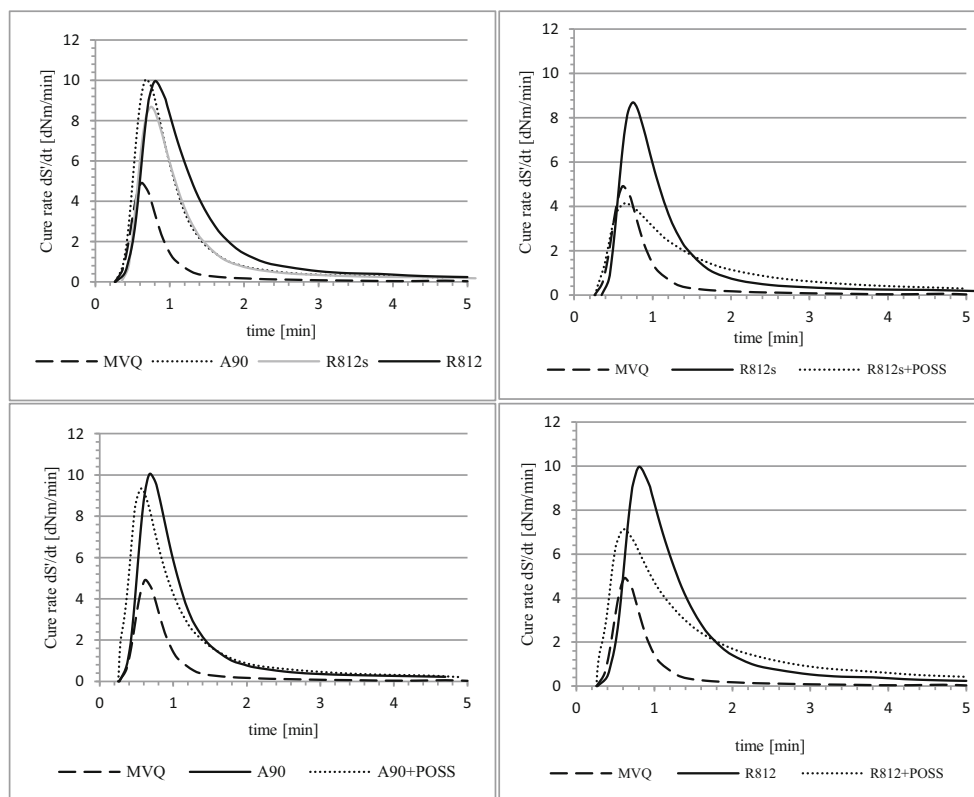 12
10
8
6
4
2
0
Cure rate dS'/dt [dNm/min]
0 1 2 3 4 5
time [min]
MVQ A90 R812s R812
12
10
8
6
4
2
0
Cure rate dS'/dt [dNm/min]
0 1 2 3 4 5
time [min]
MVQ R812s R812s+POSS
12
10
8
6
4
2
0
Cure rate dS'/dt [dNm/min]
0 1 2 3 4 5
time [min]
MVQ A90 A90+POSS
12
10
8
6
4
2
0
Cure rate dS'/dt [dNm/min]
0 1 2 3 4 5
time [min]
MVQ R812 R812+POSS